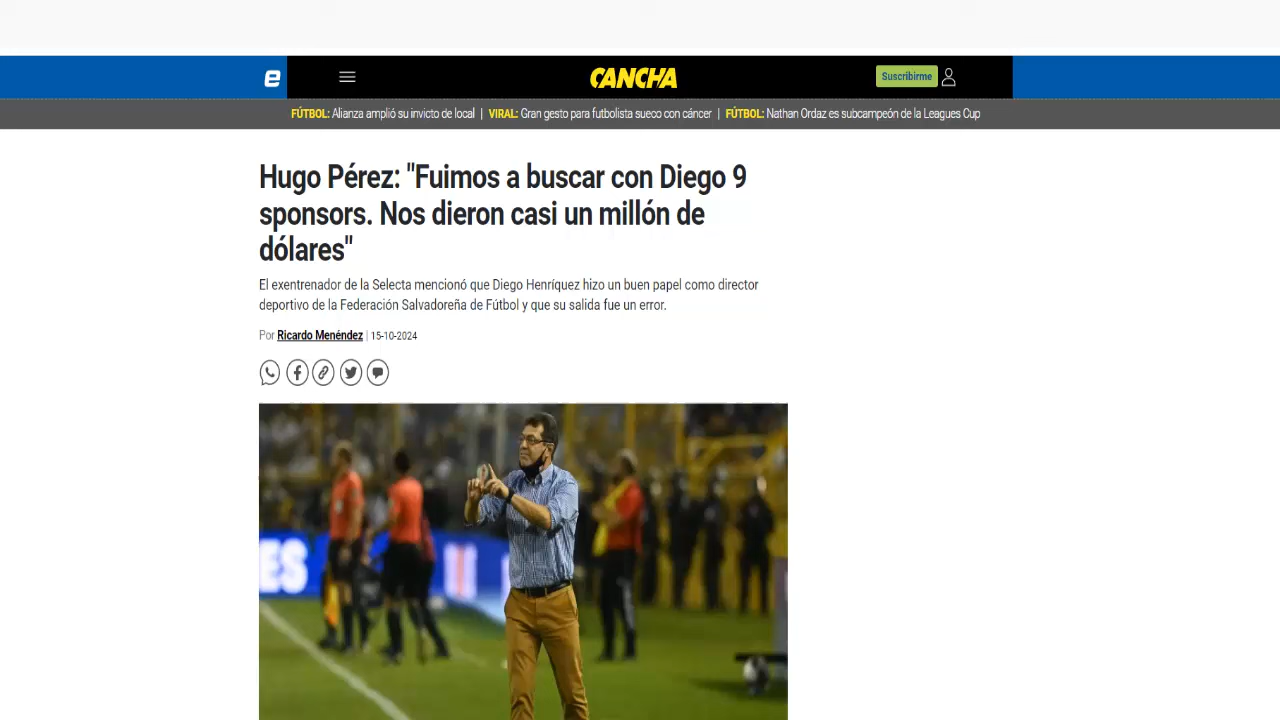 e
CANCHA
Suscribirme
FÚTBOL: Alianza amplió su invicto de local | VIRAL: Gran gesto para futbolista sueco con cáncer | FÚTBOL: Nathan Ordaz es subcampeón de la Leagues Cup
Hugo Pérez: "Fuimos a buscar con Diego 9
sponsors. Nos dieron casi un millón de
dólares"
El exentrenador de la Selecta mencionó que Diego Henríquez hizo un buen papel como director
deportivo de la Federación Salvadoreña de Fútbol y que su salida fue un error.
Por Ricardo Menéndez | 15-10-2024
ES